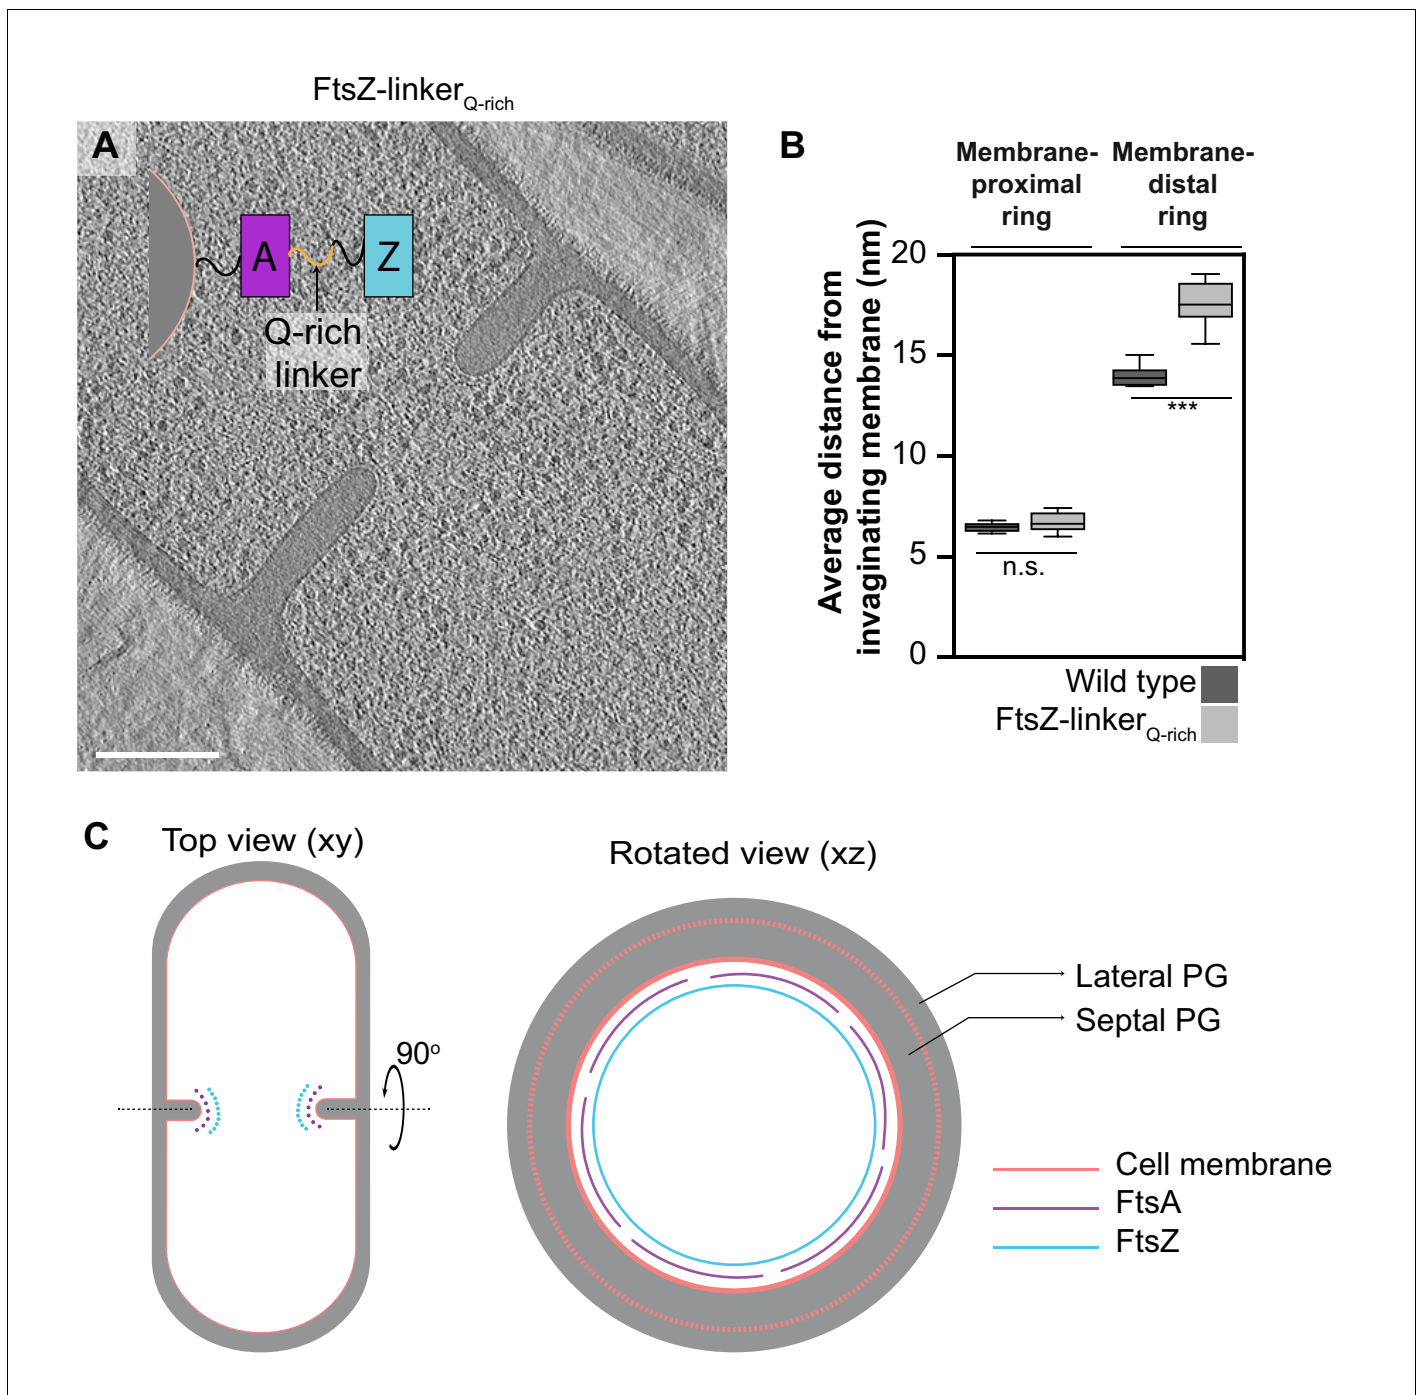 FtsZ-linkerQ-rich
A
A
Z
Q-rich
linker
B
Membrane-proximal ring
Membrane-distal ring
Average distance from
invaginating membrane (nm)
20
15
10
5
0
***
n.s.
Wild type
FtsZ-linkerQ-rich
C
Top view (xy)
Rotated view (xz)
90o
Lateral PG
Septal PG
Cell membrane
FtsA
FtsZ